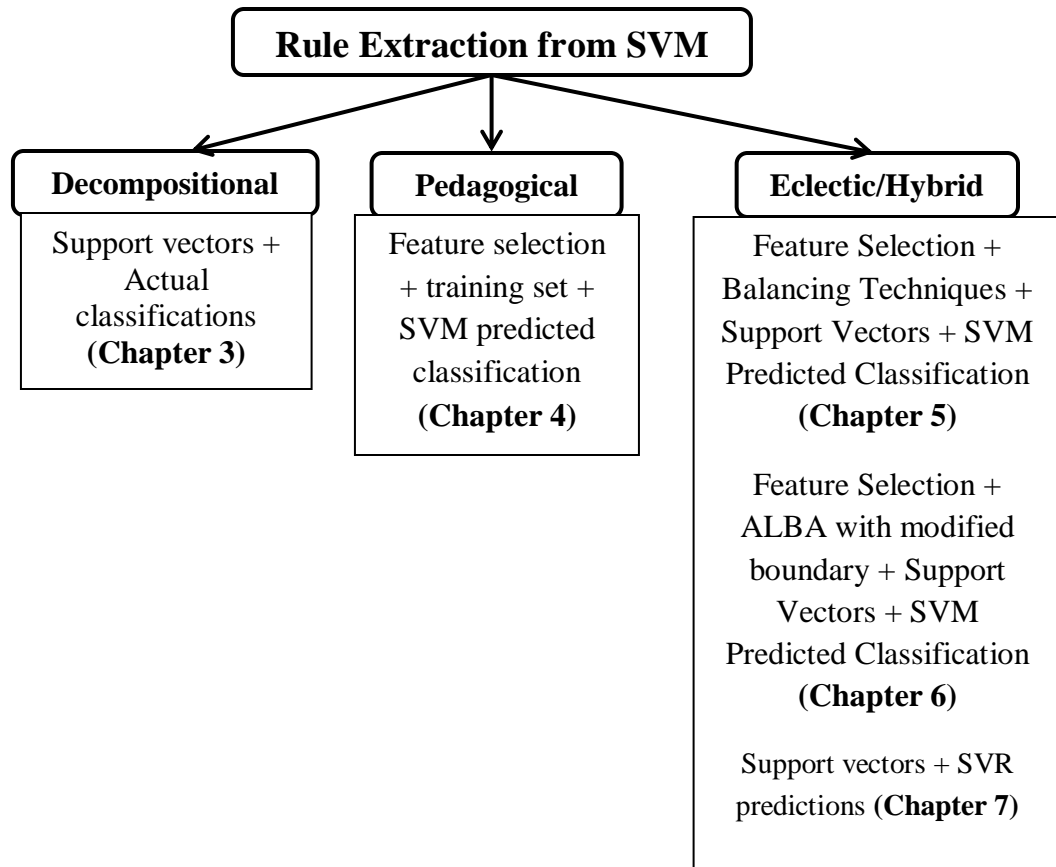 Rule Extraction from SVM
Decompositional
Support vectors +
Actual
classifications
(Chapter 3)
Pedagogical
Feature selection
+ training set +
SVM predicted
classification
(Chapter 4)
Eclectic/Hybrid
Feature Selection +
Balancing Techniques +
Support Vectors + SVM
Predicted Classification
(Chapter 5)
Feature Selection +
ALBA with modified
boundary + Support
Vectors + SVM
Predicted Classification
(Chapter 6)
Support vectors + SVR
predictions (Chapter 7)